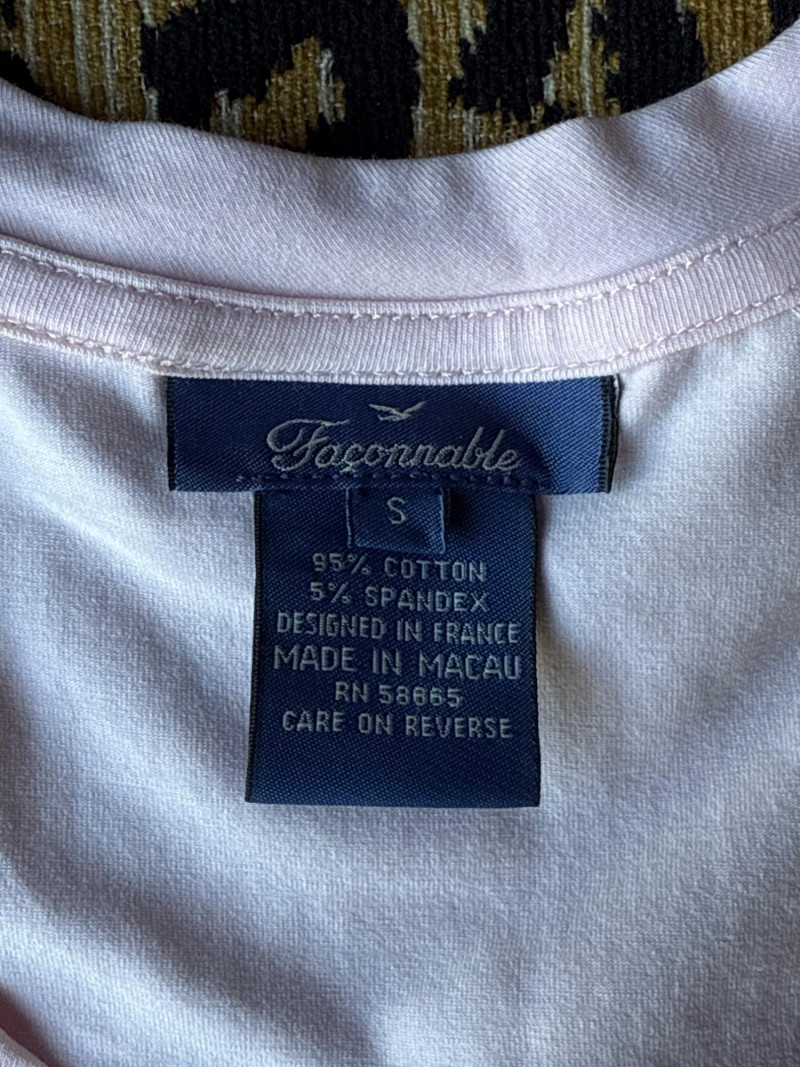 Façonnable
S
95% COTTON
5% SPANDEX
DESIGNED IN FRANCE
MADE IN MACAU
RN 58665
CARE ON REVERSE